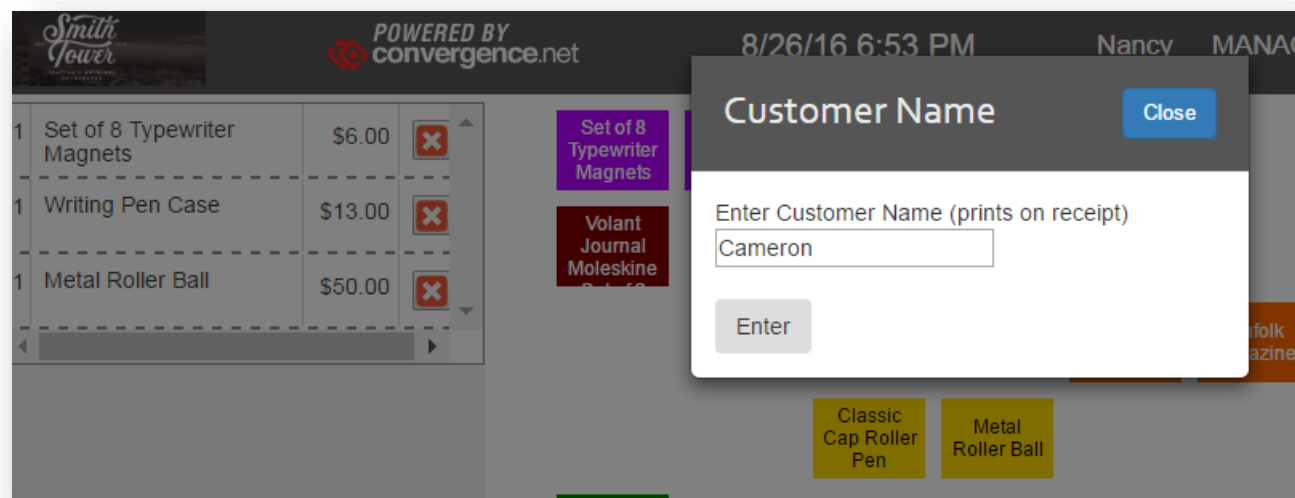 Smith
Tower
POWERED BY
convergence.net
8/26/16 6:53 PM
Nancy
1 Set of 8 Typewriter $6.00
Magnets
1 Writing Pen Case $13.00
1 Metal Roller Ball $50.00
Set of 8
Typewriter
Magnets
Volant
Journal
Moleskine
Customer Name
Close
Enter Customer Name (prints on receipt)
Cameron
Enter
Classic
Cap Roller
Pen
Metal
Roller Ball